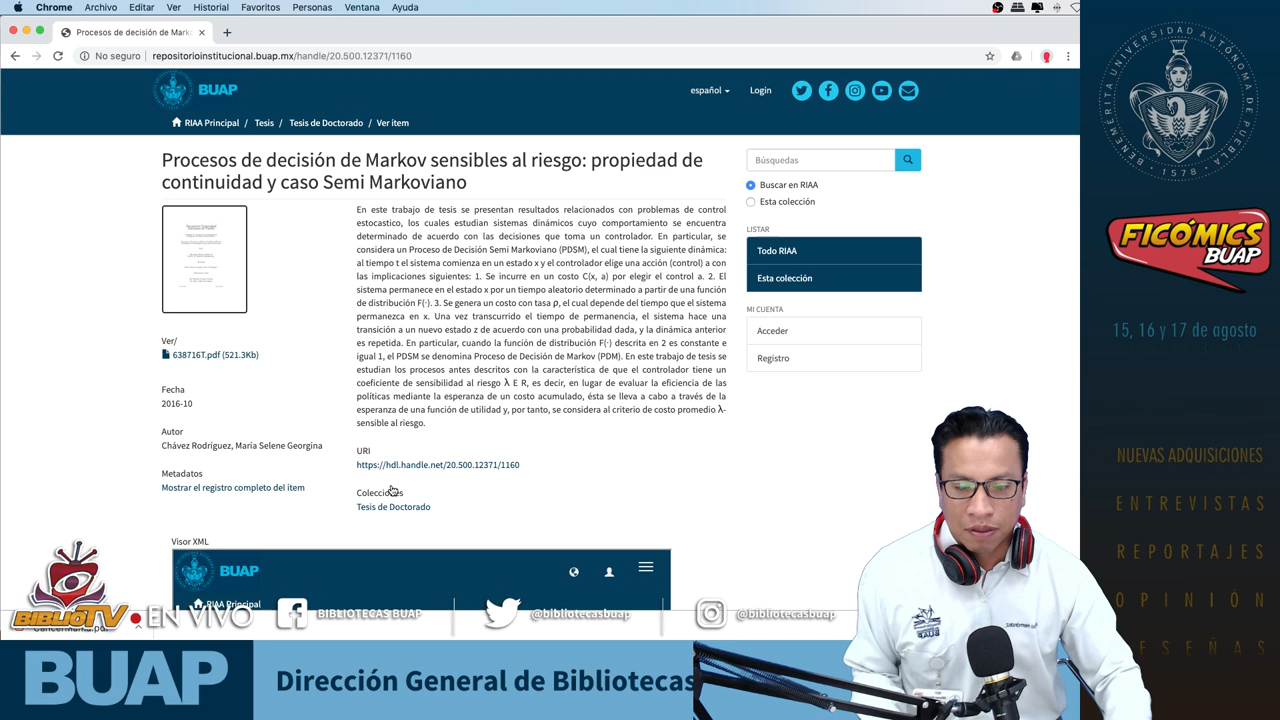 Chrome Archivo Editar Ver Historial Favoritos Personas Ventana Ayuda
Procesos de decisión de Mark
No seguro repositorioinstitucional.buap.mx/handle/20.500.12371/1160
BUAP
español Login
RIAA Principal / Tesis / Tesis de Doctorado / Ver ítem
Procesos de decisión de Markov sensibles al riesgo: propiedad de
continuidad y caso Semi Markoviano
En este trabajo de tesis se presentan resultados relacionados con problemas de control
estocastico, los cuales estudian sistemas dinámicos cuyo comportamiento se encuentra
determinado de acuerdo con las decisiones que toma un controlador. En particular, se
considera un Proceso de Decisión Semi Markoviano (PDSM), el cual tiene la siguiente dinámica:
al tiempo t el sistema comienza en un estado x y el controlador elige una acción (control) a con
las implicaciones siguientes: 1. Se incurre en un costo C(x, a) por elegir el control a. 2. El
sistema permanece en el estado x por un tiempo aleatorio determinado a partir de una función
de distribución F(·). 3. Se genera un costo con tasa ρ, el cual depende del tiempo que el sistema
permanezca en x. Una vez transcurrido el tiempo de permanencia, el sistema hace una
transición a un nuevo estado z de acuerdo con una probabilidad dada, y la dinámica anterior
es repetida. En particular, cuando la función de distribución F(·) descrita en 2 es constante e
igual 1, el PDSM se denomina Proceso de Decisión de Markov (PDM). En este trabajo de tesis se
estudian los procesos antes descritos con la característica de que el controlador tiene un
coeficiente de sensibilidad al riesgo λ E R, es decir, en lugar de evaluar la eficiencia de las
políticas mediante la esperanza de un costo acumulado, ésta se lleva a cabo a través de la
esperanza de una función de utilidad y, por tanto, se considera al criterio de costo promedio λ-
sensible al riesgo.
Ver/
638716T.pdf (521.3Kb)
Fecha
2016-10
Autor
Chávez Rodríguez, María Selene Georgina
Metadatos
Mostrar el registro completo del ítem
URI
https://hdl.handle.net/20.500.12371/1160
Colecciones
Tesis de Doctorado
Visor XML
BUAP
RIAA Principal
Búsquedas
Buscar en RIAA
Esta colección
LISTAR
Todo RIAA
Esta colección
MI CUENTA
Acceder
Registro
BENEMÉRITA UNIVERSIDAD AUTÓNOMA DE PUEBLA
1578
FICÓMICS
BUAP
15, 16 y 17 de agosto
NUEVAS ADQUISICIONES
ENTREVISTAS
REPORTAJES
OPINIÓN
RESEÑAS
BIBLIOTV EN VIVO
BIBLIOTECAS BUAP
@bibliotecasbuap
@bibliotecasbuap
BUAP
Dirección General de Bibliotecas